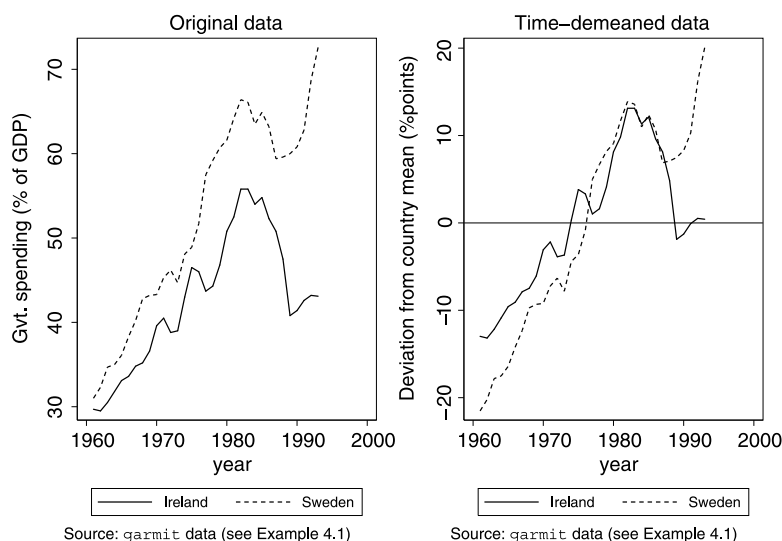 Original data
Gvt. spending (% of GDP)
70
60
50
40
30
1960 1970 1980 1990 2000
year
Ireland Sweden
Source: garmit data (see Example 4.1)
Time−demeaned data
Deviation from country mean (%points)
20
10
0
−10
−20
1960 1970 1980 1990 2000
year
Ireland Sweden
Source: garmit data (see Example 4.1)